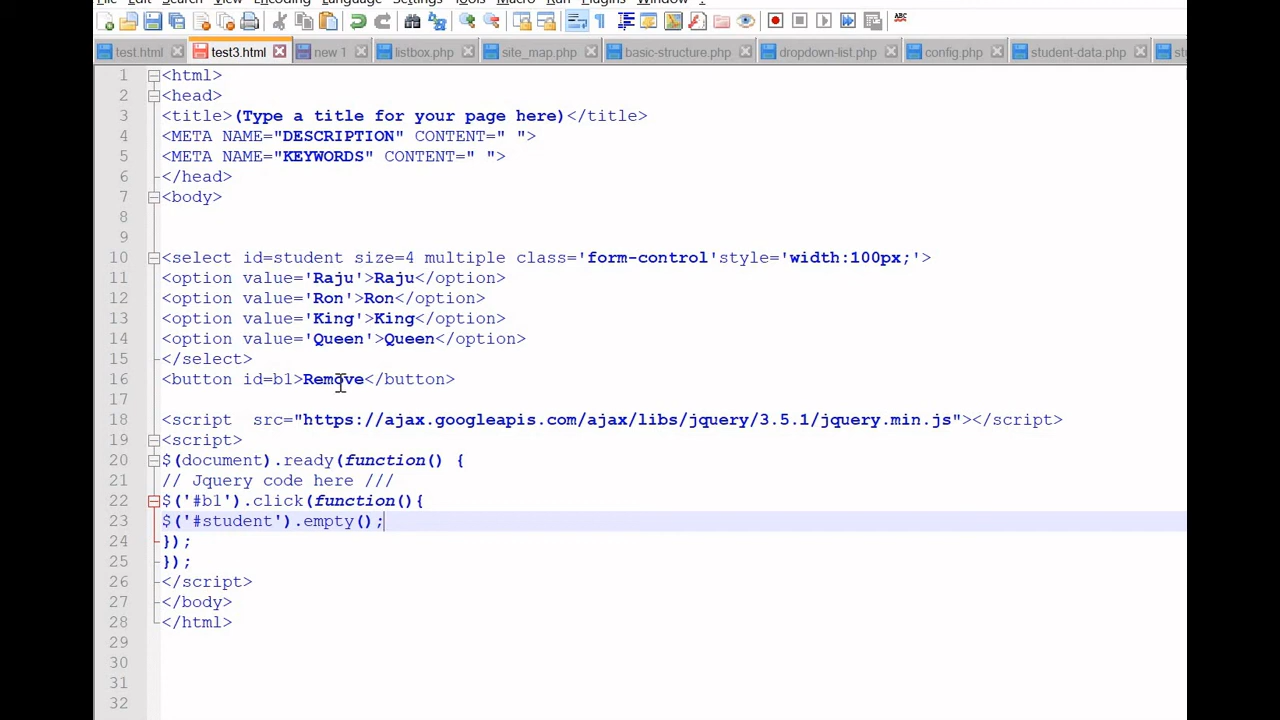 test.html test3.html new 1 listbox.php site_map.php basic-structure.php dropdown-list.php config.php student-data.php
ABC
1 <html>
2 <head>
3 <title>(Type a title for your page here)</title>
4 <META NAME="DESCRIPTION" CONTENT=" ">
5 <META NAME="KEYWORDS" CONTENT=" ">
6 </head>
7 <body>
8
9
10 <select id=student size=4 multiple class='form-control'style='width:100px;'>
11 <option value='Raju'>Raju</option>
12 <option value='Ron'>Ron</option>
13 <option value='King'>King</option>
14 <option value='Queen'>Queen</option>
15 </select>
16 <button id=b1>Remove</button>
17
18 <script  src="https://ajax.googleapis.com/ajax/libs/jquery/3.5.1/jquery.min.js"></script>
19 <script>
20 $(document).ready(function() {
21 // Jquery code here ///
22 $('#b1').click(function(){
23 $('#student').empty();
24 });
25 });
26 </script>
27 </body>
28 </html>
29
30
31
32